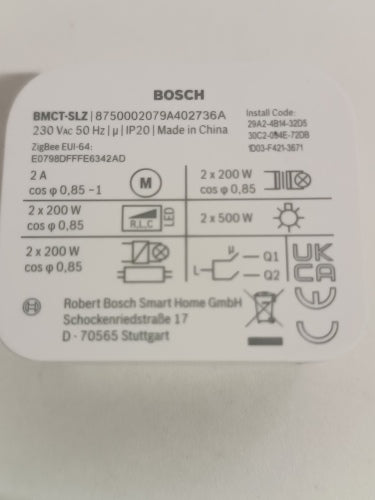 BOSCH
BMCT-SLZ | 8750002079A402736A
230 VAC 50 Hz | µ | IP20 | Made in China
ZigBee EUI-64:
E0798DFFFE6342AD
Install Code:
29A2-4B14-32D5
30C2-094E-72DB
1D03-F421-3671
2 A
cos φ 0,85 -1
M
2 x 200 W
cos φ 0,85
2 x 200 W
cos φ 0,85
R.L.C
LED
2 x 500 W
2 x 200 W
cos φ 0,85
µ
L
Q1
Q2
UK
CA
CE
Robert Bosch Smart Home GmbH
Schockenriedstraße 17
D - 70565 Stuttgart